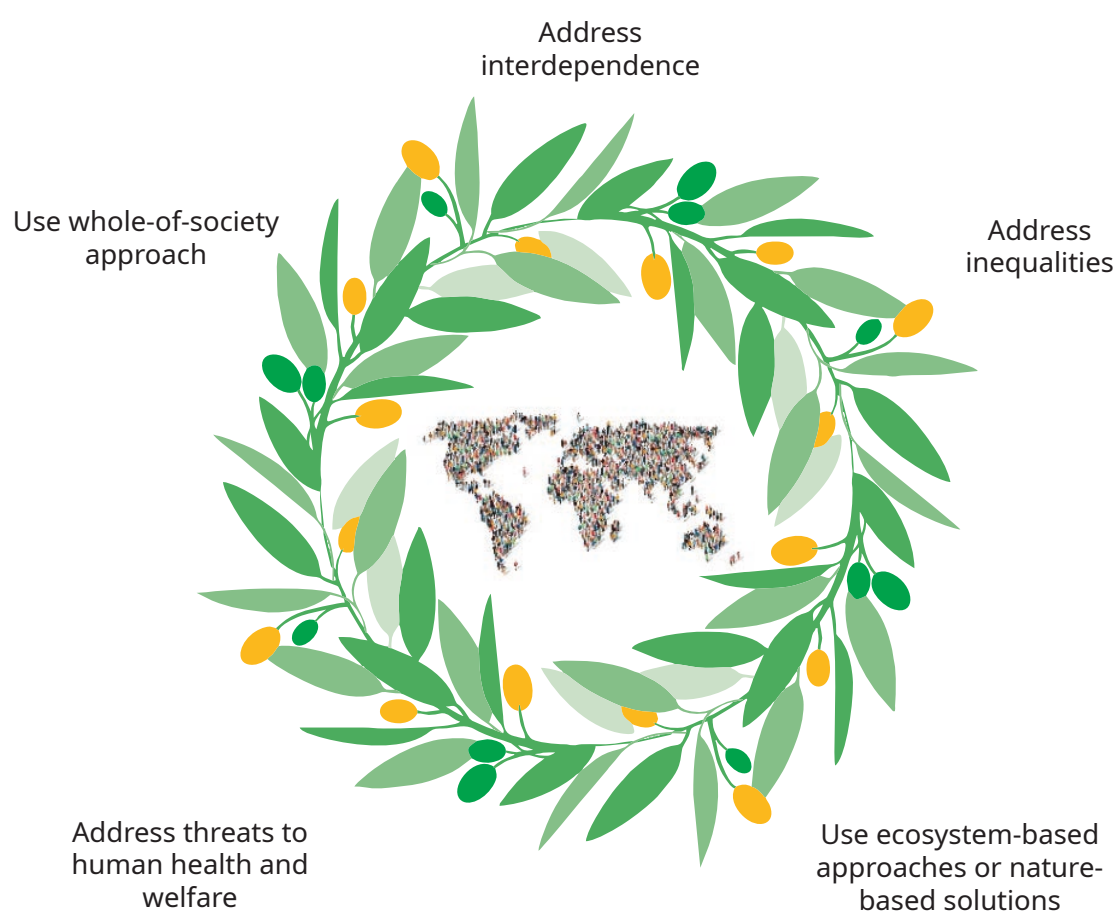 Address
interdependence
Use whole-of-society
approach
Address
inequalities
Address threats to
human health and
welfare
Use ecosystem-based
approaches or nature-
based solutions